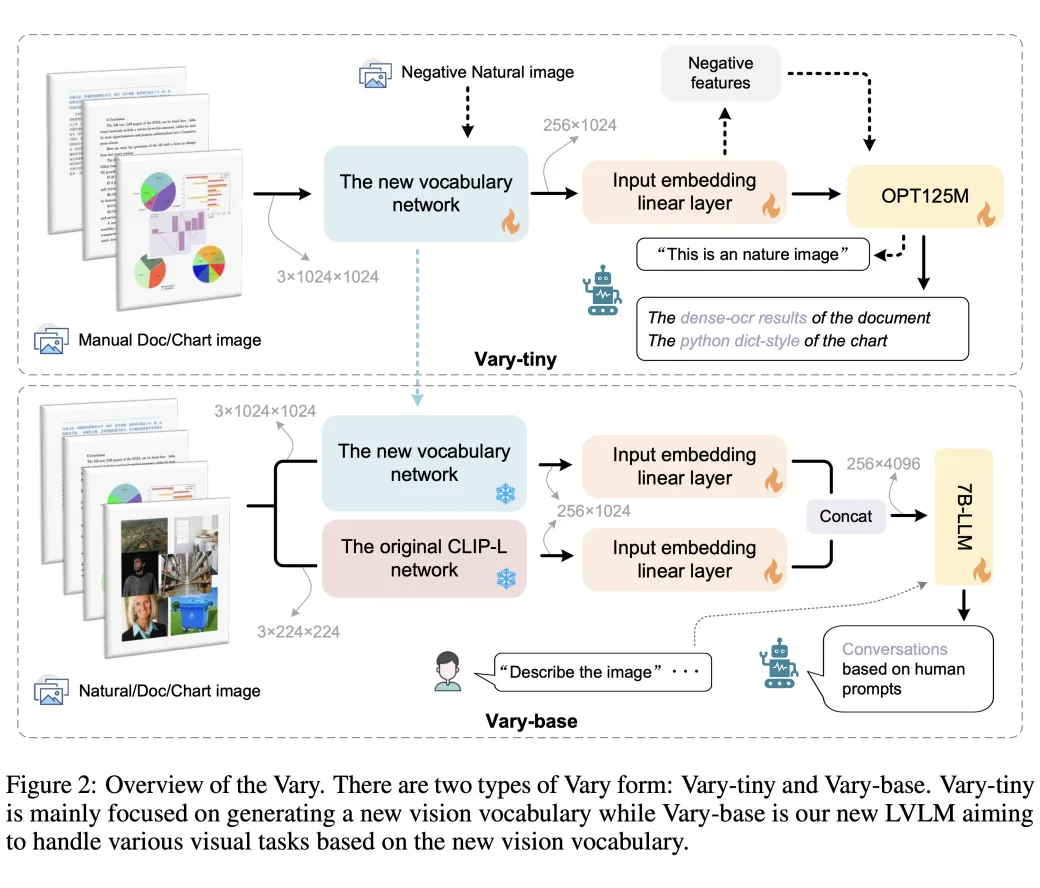 Negative Natural image
Negative
features
256×1024
The new vocabulary
network
Input embedding
linear layer
OPT125M
3×1024×1024
“This is an nature image”
Manual Doc/Chart image
The dense-ocr results of the document
The python dict-style of the chart
Vary-tiny
3×1024×1024
The new vocabulary
network
Input embedding
linear layer
256×4096
256×1024
Concat
7B-LLM
The original CLIP-L
network
Input embedding
linear layer
3×224×224
“Describe the image” · · ·
Conversations
based on human
prompts
Natural/Doc/Chart image
Vary-base
Figure 2: Overview of the Vary. There are two types of Vary form: Vary-tiny and Vary-base. Vary-tiny
is mainly focused on generating a new vision vocabulary while Vary-base is our new LVLM aiming
to handle various visual tasks based on the new vision vocabulary.